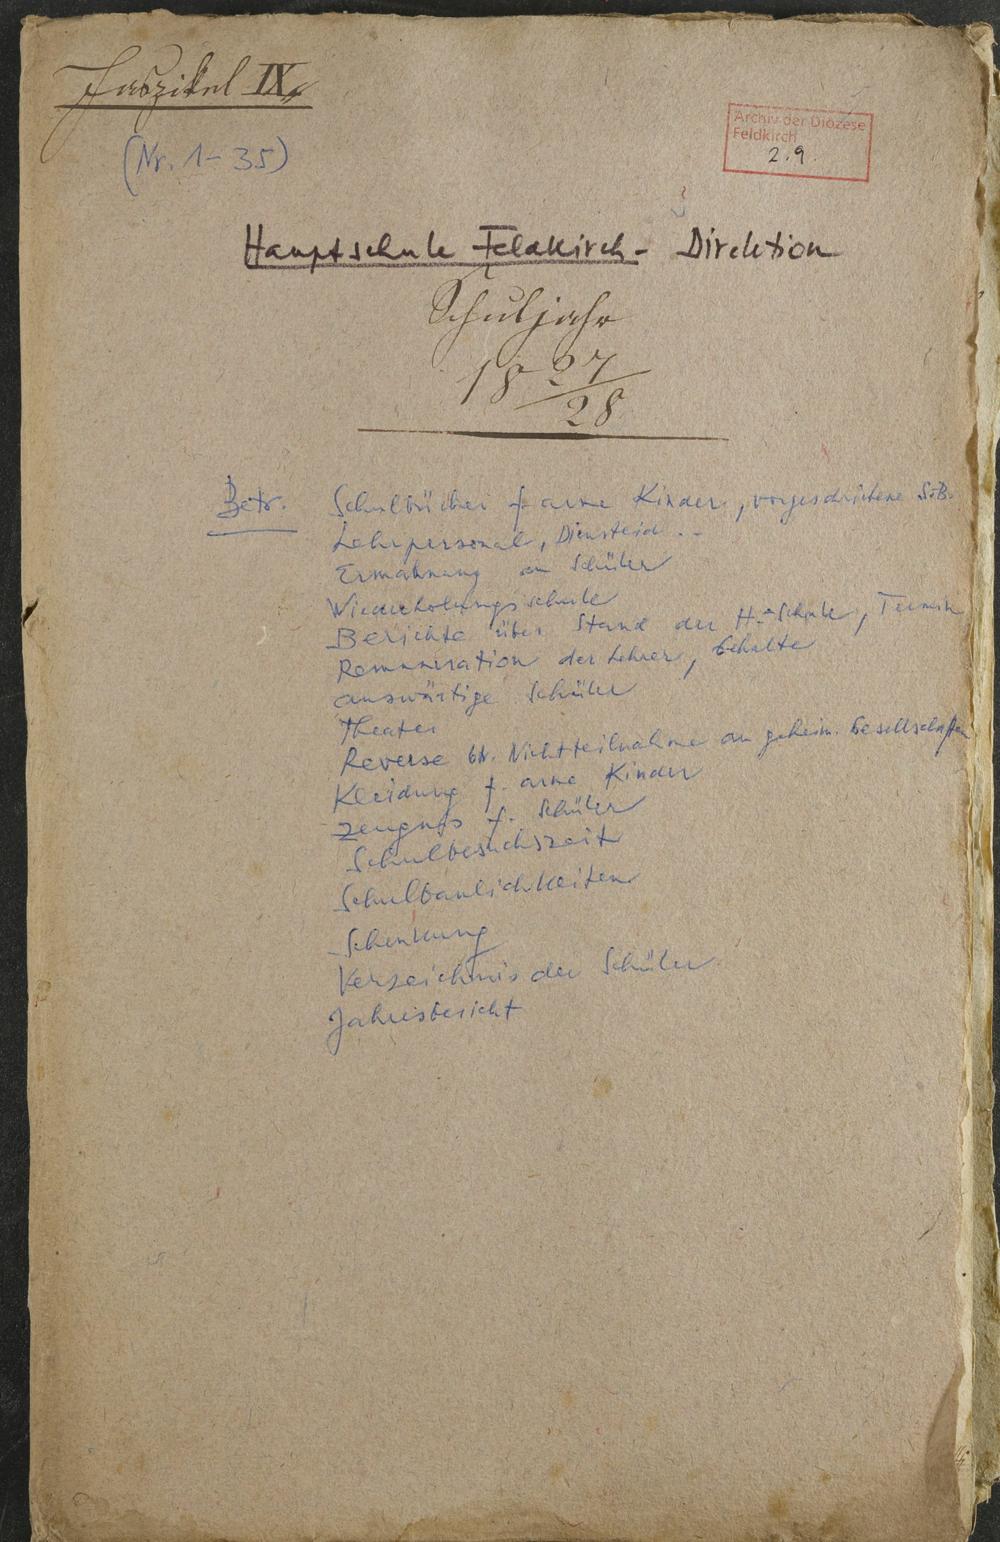 Faszikel IX.
(Nr. 1-35)
Archiv der Diözese
Feldkirch
2.9.
Hauptschule Feldkirch - Direktion
Schuljahr
1827/28
Betr. Schulbücher f. arme Kinder, vorgeschriebene SchB.
Lehrpersonal, Diensteid ..
Ermahnung an Schüler
Wiederholungsschule
Berichte über Stand der H.-Schule, Termin
Remuneration der Lehrer, Gehalte
auswärtige Schüler
Theater
Reverse btr. Nichtteilnahme an geheim. Gesellschaften
Kleidung f. arme Kinder
Zeugnis f. Schüler
Schulbesuchszeit
Schulbaulichkeiten
Schenkung
Verzeichnis der Schüler
Jahresbericht